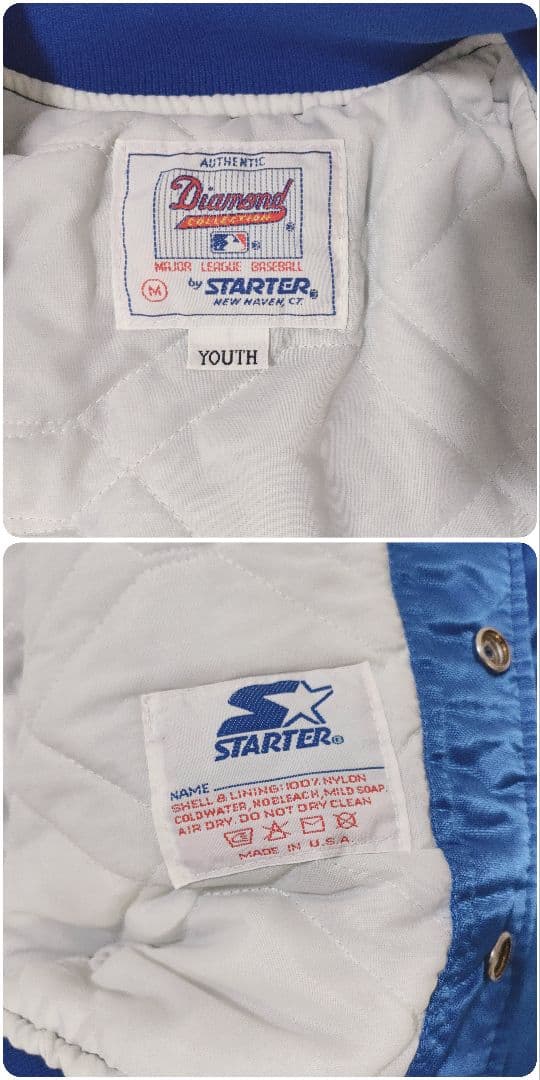 AUTHENTIC
Diamond
COLLECTION
MAJOR LEAGUE BASEBALL
M
by STARTER®
NEW HAVEN, CT.
YOUTH
STARTER®
NAME
SHELL & LINING: 100% NYLON
COLDWATER, NO BLEACH, MILD SOAP.
AIR DRY. DO NOT DRY CLEAN
MADE IN U.S.A.